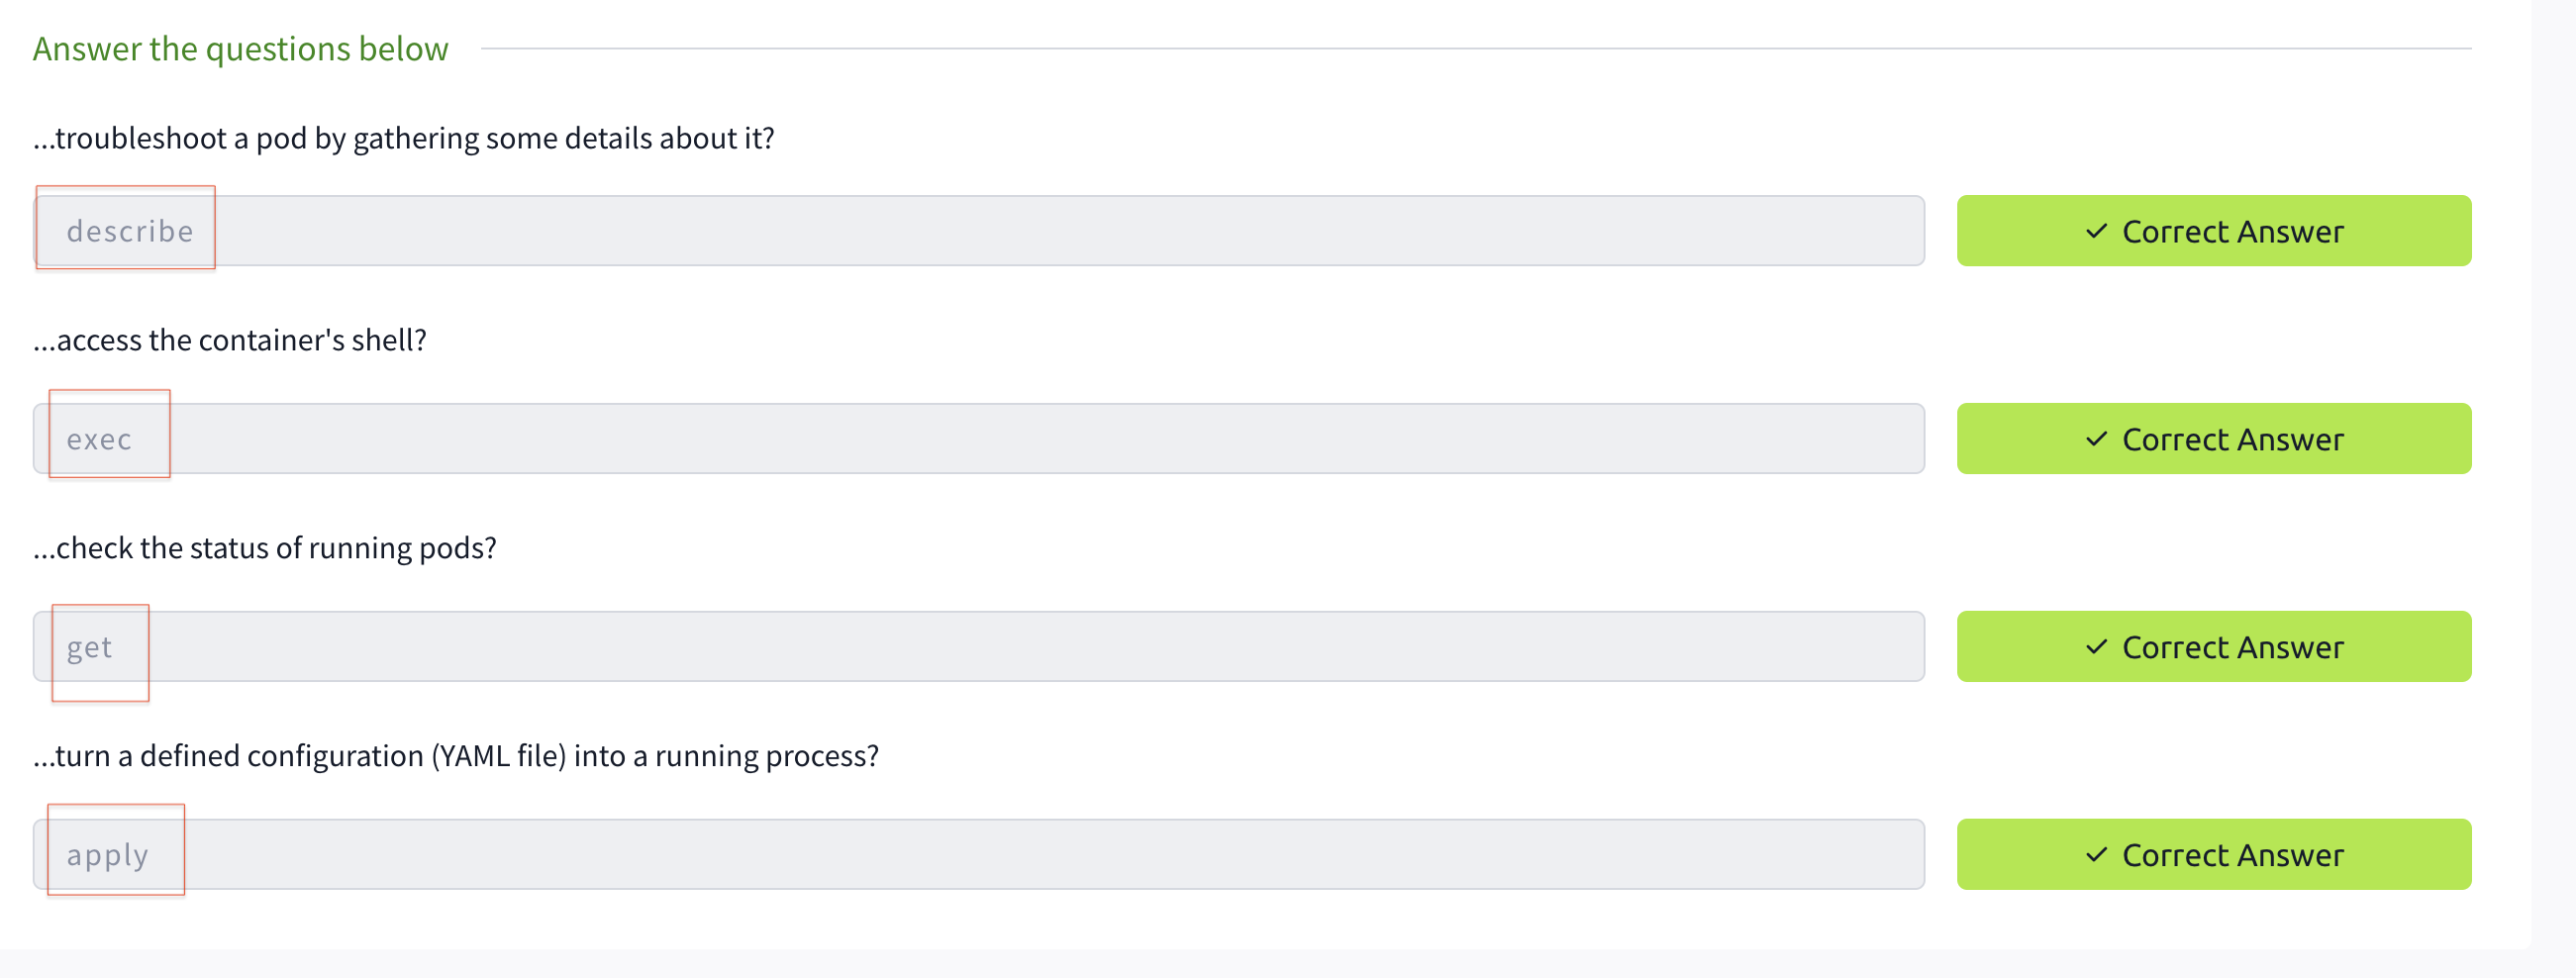 Answer the questions below
...troubleshoot a pod by gathering some details about it?
describe
✓ Correct Answer
...access the container's shell?
exec
✓ Correct Answer
...check the status of running pods?
get
✓ Correct Answer
...turn a defined configuration (YAML file) into a running process?
apply
✓ Correct Answer